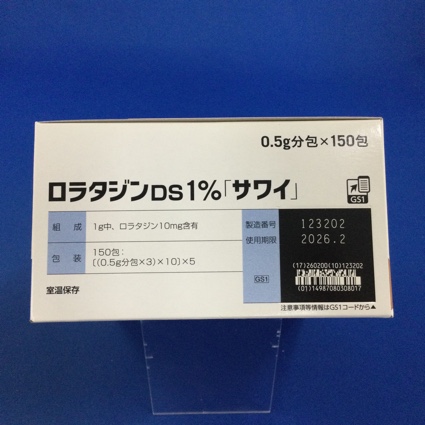 0.5g分包×150包
ロラタジンDS1%「サワイ」
GS1
組成 1g中、ロラタジン10mg含有
包装 150包:
[(0.5g分包×3)×10]×5
室温保存
製造番号 123202
使用期限 2026.2
GS1
(17)260200(10)123202
(01)14987080308017
注意事項等情報はGS1コードから▲